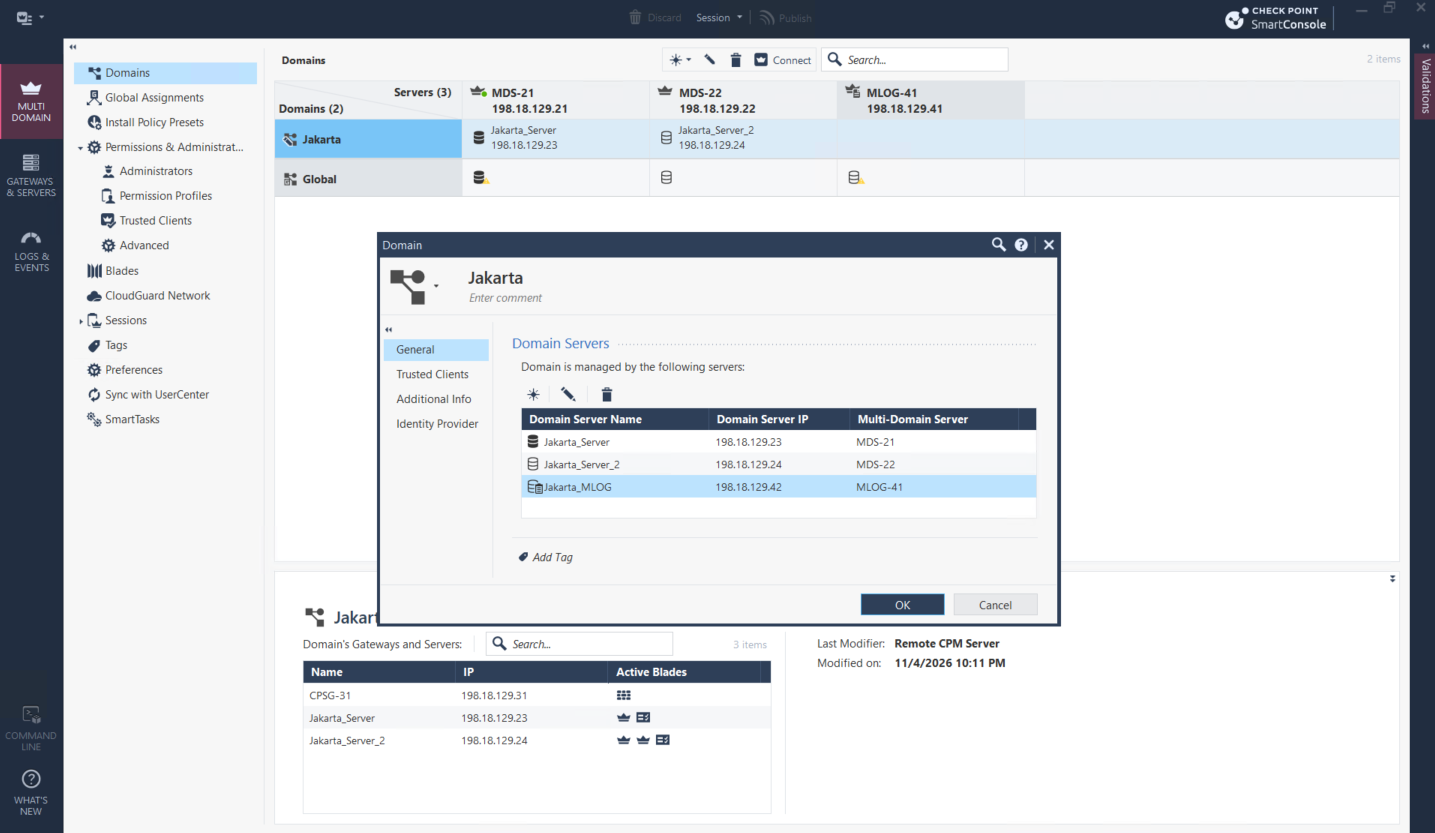 Discard Session Publish
CHECK POINT
SmartConsole
MULTI
DOMAIN
GATEWAYS
& SERVERS
LOGS &
EVENTS
COMMAND
LINE
WHAT'S
NEW
Domains
Global Assignments
Install Policy Presets
Permissions & Administrat...
Administrators
Permission Profiles
Trusted Clients
Advanced
Blades
CloudGuard Network
Sessions
Tags
Preferences
Sync with UserCenter
SmartTasks
Domains Connect Search... 2 items
Validations
Servers (3)
Domains (2)
MDS-21
198.18.129.21
MDS-22
198.18.129.22
MLOG-41
198.18.129.41
Jakarta
Jakarta_Server
198.18.129.23
Jakarta_Server_2
198.18.129.24
Global
Domain
Jakarta
Enter comment
General
Trusted Clients
Additional Info
Identity Provider
Domain Servers
Domain is managed by the following servers:
Domain Server Name Domain Server IP Multi-Domain Server
Jakarta_Server 198.18.129.23 MDS-21
Jakarta_Server_2 198.18.129.24 MDS-22
Jakarta_MLOG 198.18.129.42 MLOG-41
Add Tag
OK Cancel
Jakart
Domain's Gateways and Servers: Search... 3 items
Name IP Active Blades
CPSG-31 198.18.129.31
Jakarta_Server 198.18.129.23
Jakarta_Server_2 198.18.129.24
Last Modifier: Remote CPM Server
Modified on: 11/4/2026 10:11 PM